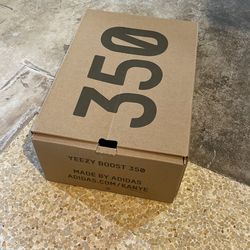 350
YEEZY BOOST 350
MADE BY ADIDAS
ADIDAS.COM/KANYE